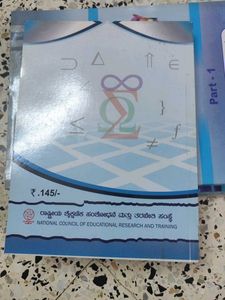 Part - 1
⊃ Δ ⇑ ∈
∞
Σ
Ω
≤ ≠ f
₹ .145/-
ರಾಷ್ಟ್ರೀಯ ಶೈಕ್ಷಣಿಕ ಸಂಶೋಧನೆ ಮತ್ತು ತರಬೇತಿ ಸಂಸ್ಥೆ
NATIONAL COUNCIL OF EDUCATIONAL RESEARCH AND TRAINING